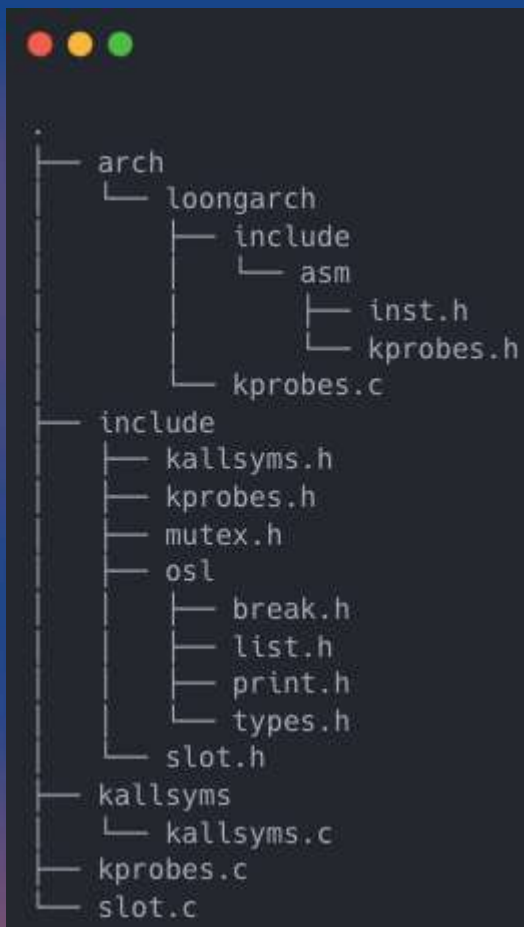 .
├── arch
│   └── loongarch
│       ├── include
│       │   └── asm
│       │       ├── inst.h
│       │       └── kprobes.h
│       └── kprobes.c
├── include
│   ├── kallsyms.h
│   ├── kprobes.h
│   ├── mutex.h
│   ├── osl
│   │   ├── break.h
│   │   ├── list.h
│   │   ├── print.h
│   │   └── types.h
│   └── slot.h
├── kallsyms
│   └── kallsyms.c
├── kprobes.c
└── slot.c